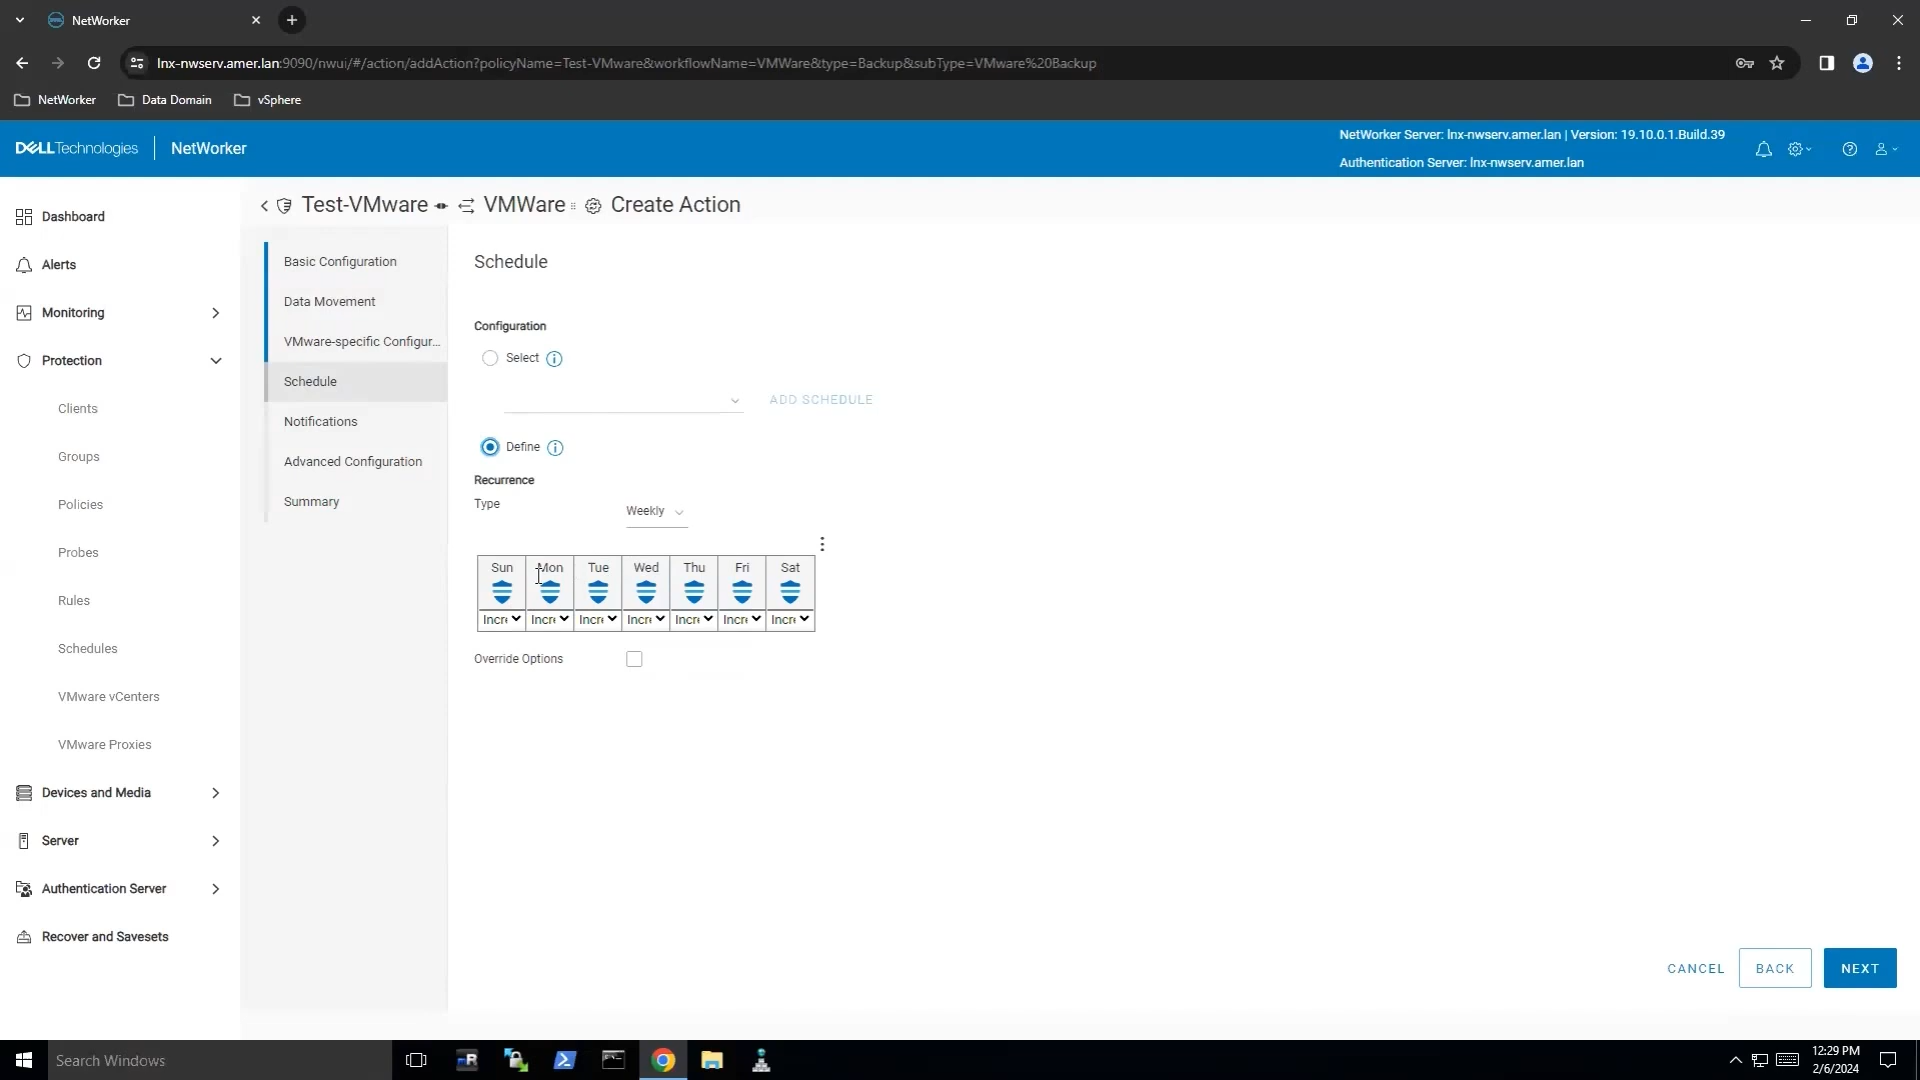 NetWorker
lnx-nwserv.amer.lan:9090/nwui/#/action/addAction?policyName=Test-VMware&workflowName=VMWare&type=Backup&subType=VMware%20Backup
NetWorker Data Domain vSphere
DELLTechnologies NetWorker
NetWorker Server: lnx-nwserv.amer.lan | Version: 19.10.0.1.Build.39
Authentication Server: lnx-nwserv.amer.lan
Test-VMware VMWare Create Action
Dashboard
Alerts
Monitoring
Protection
Clients
Groups
Policies
Probes
Rules
Schedules
VMware vCenters
VMware Proxies
Devices and Media
Server
Authentication Server
Recover and Savesets
Basic Configuration
Data Movement
VMware-specific Configur...
Schedule
Notifications
Advanced Configuration
Summary
Schedule
Configuration
Select
ADD SCHEDULE
Define
Recurrence
Type Weekly
Sun Mon Tue Wed Thu Fri Sat
Incr Incr Incr Incr Incr Incr Incr
Override Options
CANCEL BACK NEXT
Search Windows
12:29 PM
2/6/2024